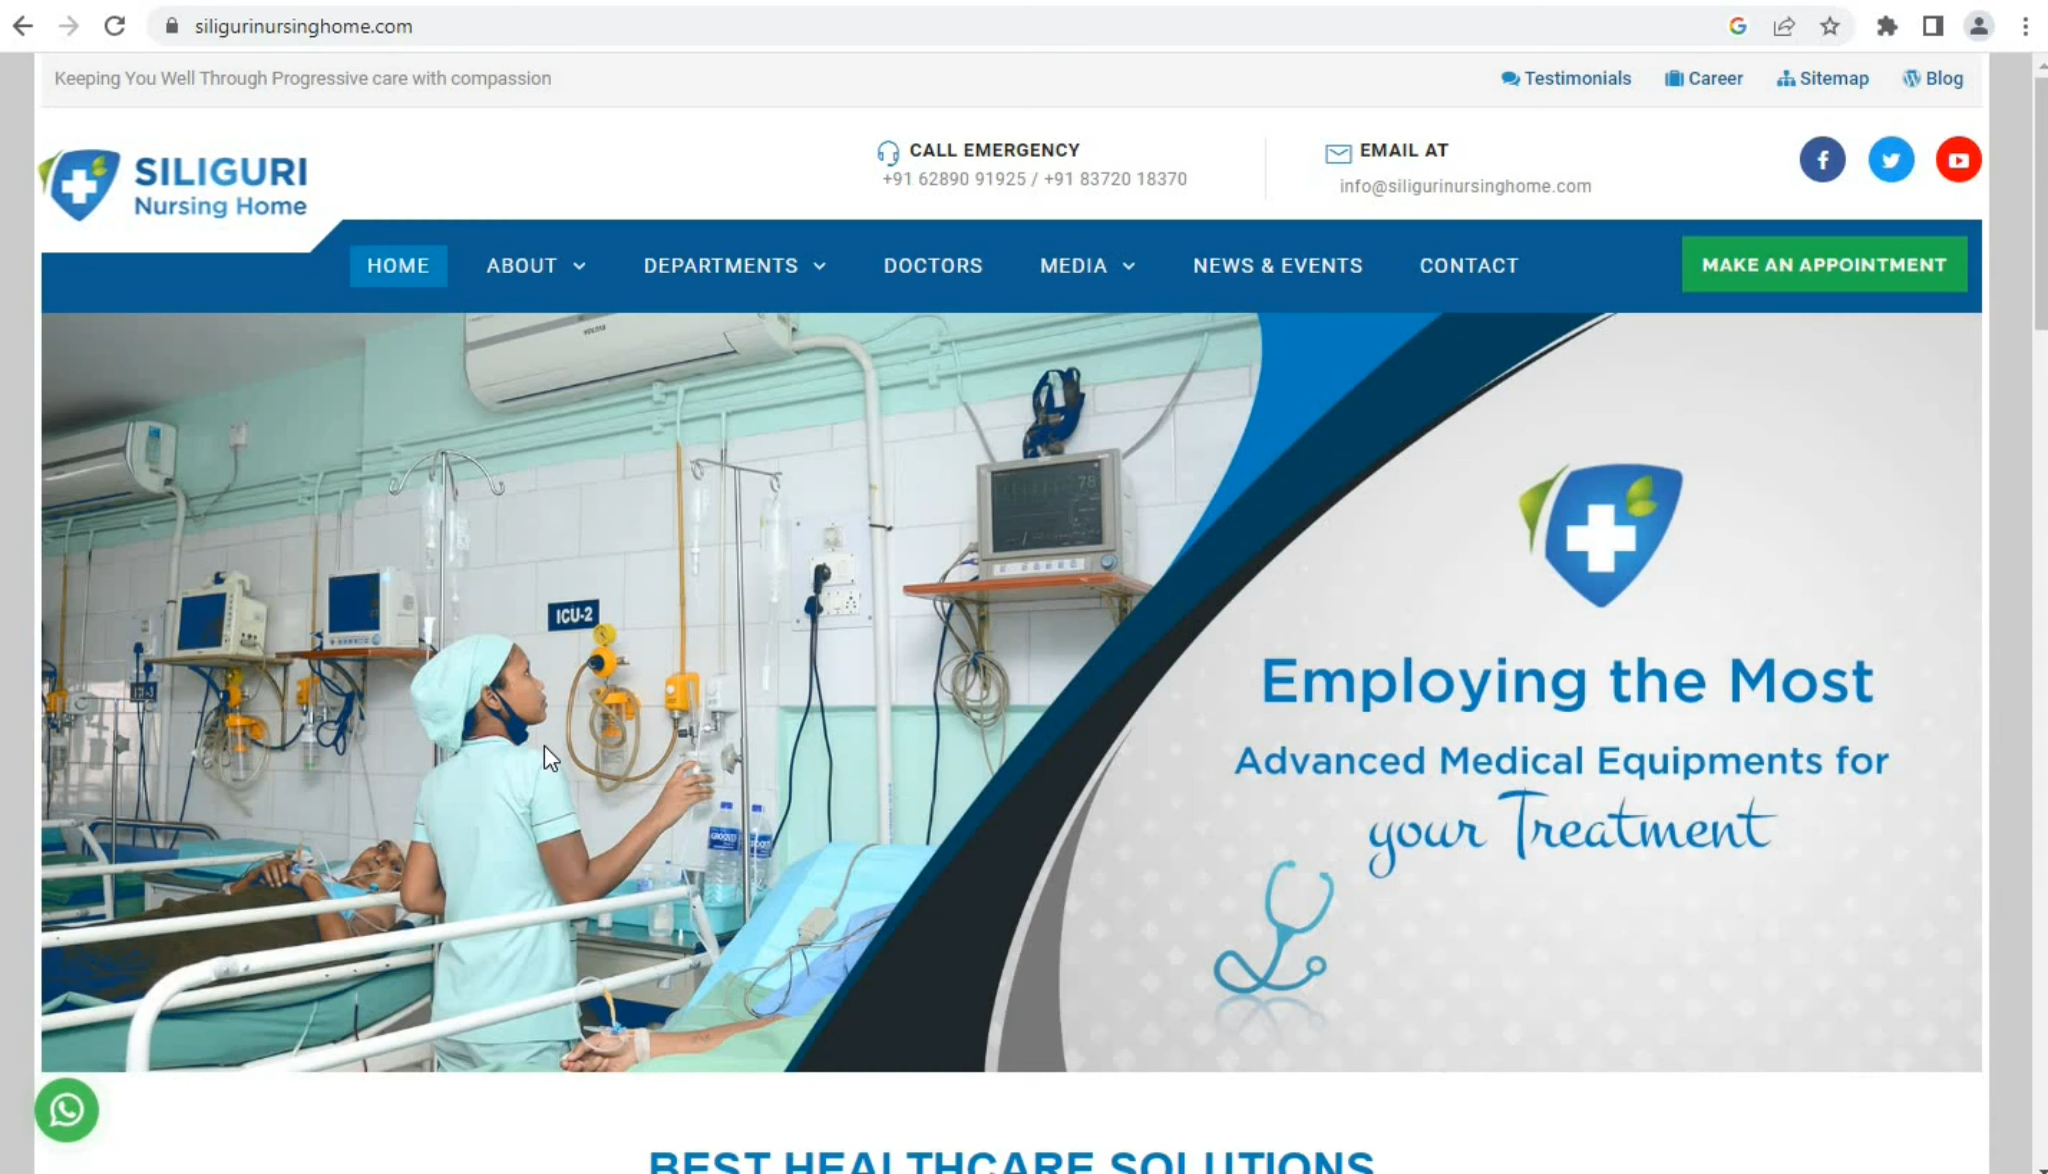 siligurinursinghome.com
Keeping You Well Through Progressive care with compassion
Testimonials Career Sitemap Blog
SILIGURI
Nursing Home
CALL EMERGENCY
+91 62890 91925 / +91 83720 18370
EMAIL AT
info@siligurinursinghome.com
HOME ABOUT DEPARTMENTS DOCTORS MEDIA NEWS & EVENTS CONTACT MAKE AN APPOINTMENT
78
ICU-2
Employing the Most
Advanced Medical Equipments for
your Treatment
BEST HEALTHCARE SOLUTIONS